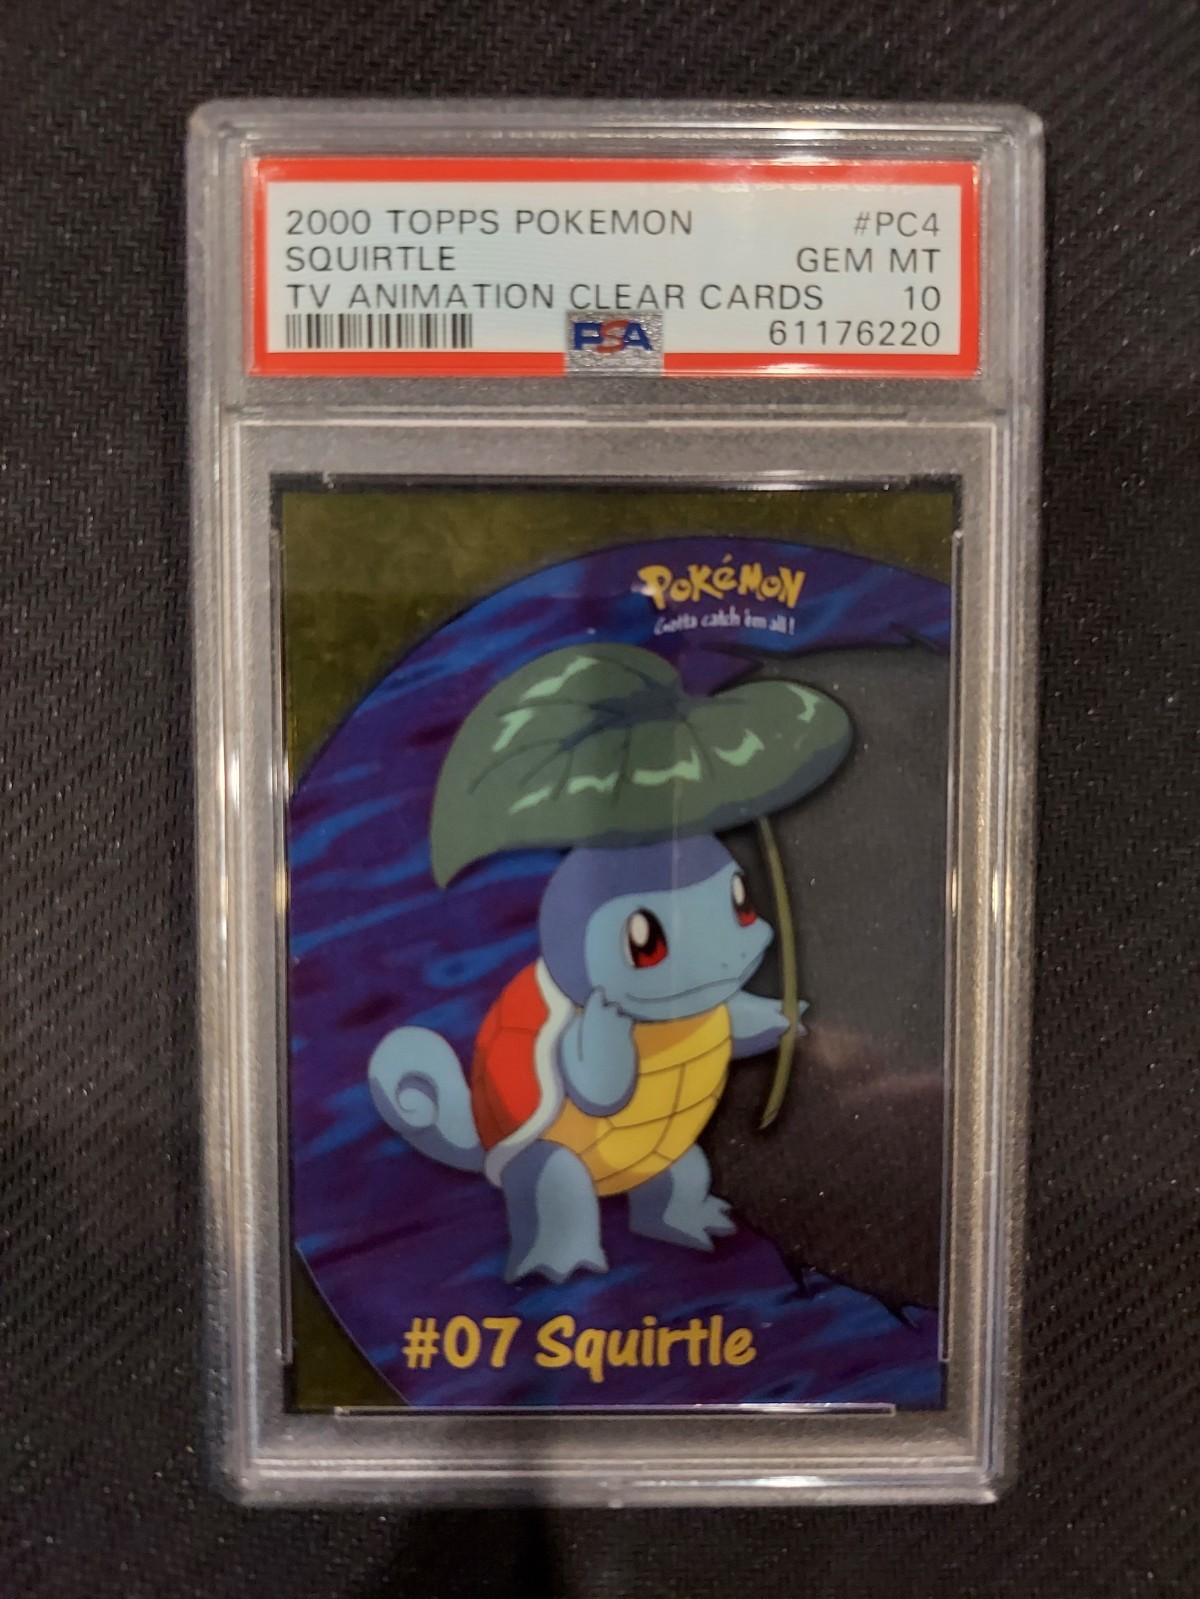 2000 TOPPS POKEMON #PC4
SQUIRTLE GEM MT
TV ANIMATION CLEAR CARDS 10
PSA 61176220
POKéMON
Gotta catch 'em all!
#07 Squirtle